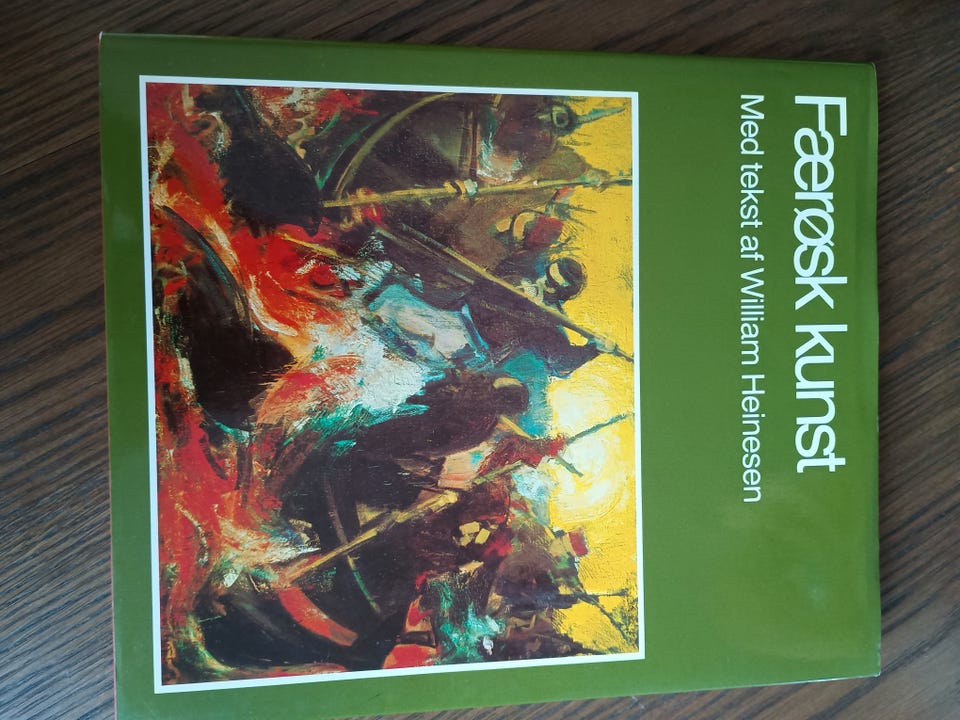 Færøsk kunst
Med tekst af William Heinesen